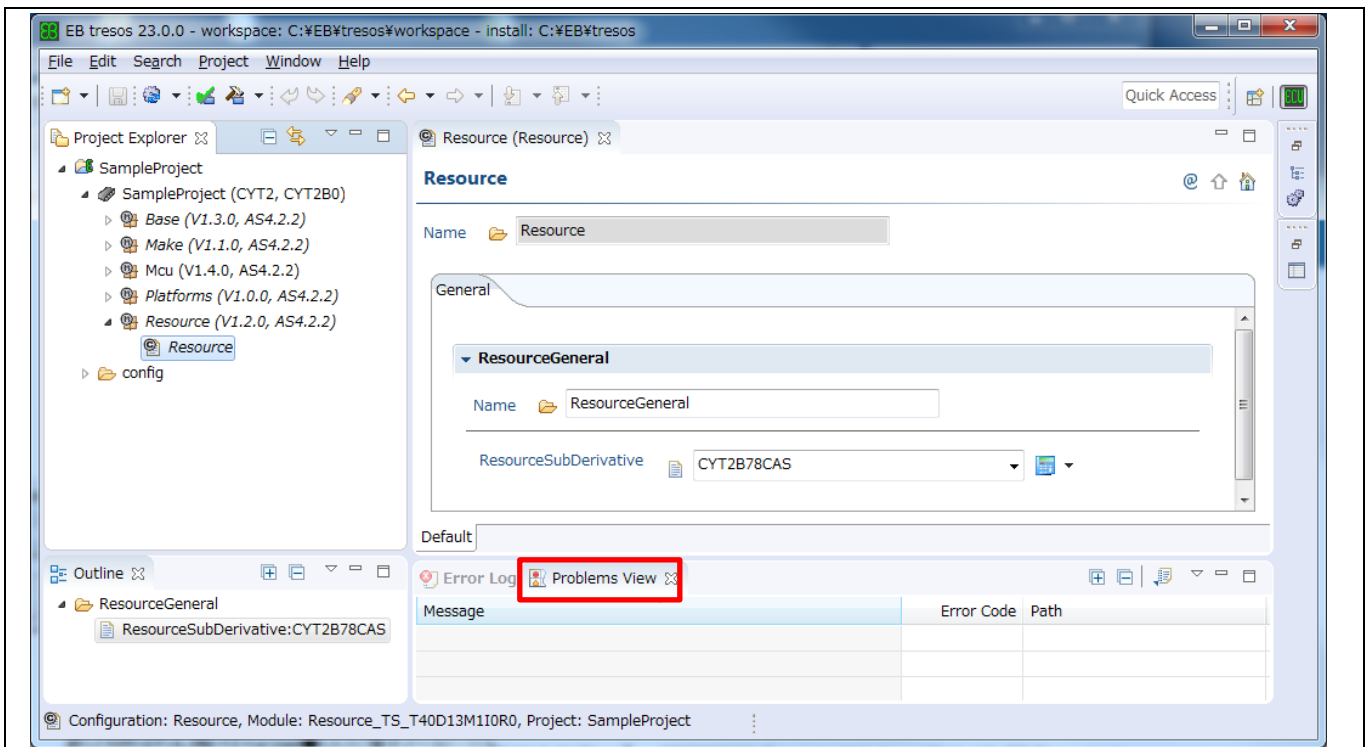 EB tresos 23.0.0 - workspace: C:¥EB¥tresos¥workspace - install: C:¥EB¥tresos
File Edit Search Project Window Help
Quick Access
ECU
Project Explorer
SampleProject
SampleProject (CYT2, CYT2B0)
Base (V1.3.0, AS4.2.2)
Make (V1.1.0, AS4.2.2)
Mcu (V1.4.0, AS4.2.2)
Platforms (V1.0.0, AS4.2.2)
Resource (V1.2.0, AS4.2.2)
Resource
config
Resource (Resource)
Resource
Name Resource
General
ResourceGeneral
Name ResourceGeneral
ResourceSubDerivative CYT2B78CAS
Default
Outline
ResourceGeneral
ResourceSubDerivative:CYT2B78CAS
Error Log Problems View
Message Error Code Path
Configuration: Resource, Module: Resource_TS_T40D13M1I0R0, Project: SampleProject